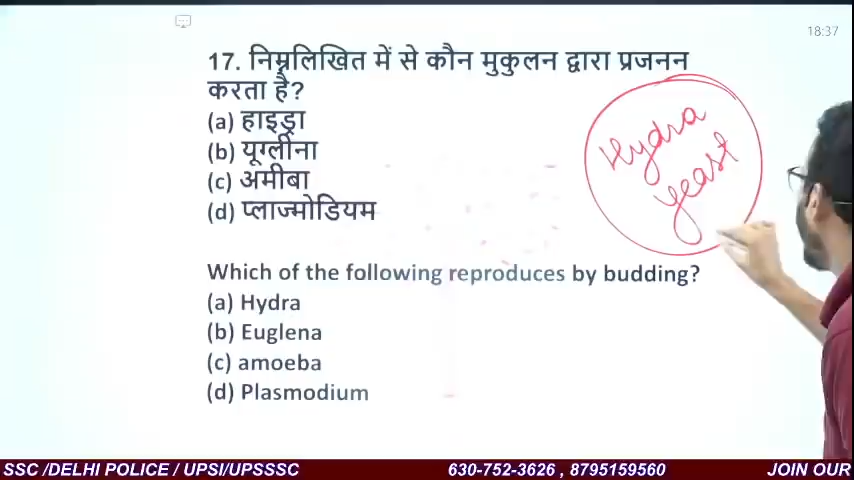 18:37
17. निम्नलिखित में से कौन मुकुलन द्वारा प्रजनन
करता है?
(a) हाइड्रा
(b) यूग्लीना
(c) अमीबा
(d) प्लाज्मोडियम
Hydra
yeast
Which of the following reproduces by budding?
(a) Hydra
(b) Euglena
(c) amoeba
(d) Plasmodium
SSC /DELHI POLICE / UPSI/UPSSSC 630-752-3626 , 8795159560 JOIN OUR